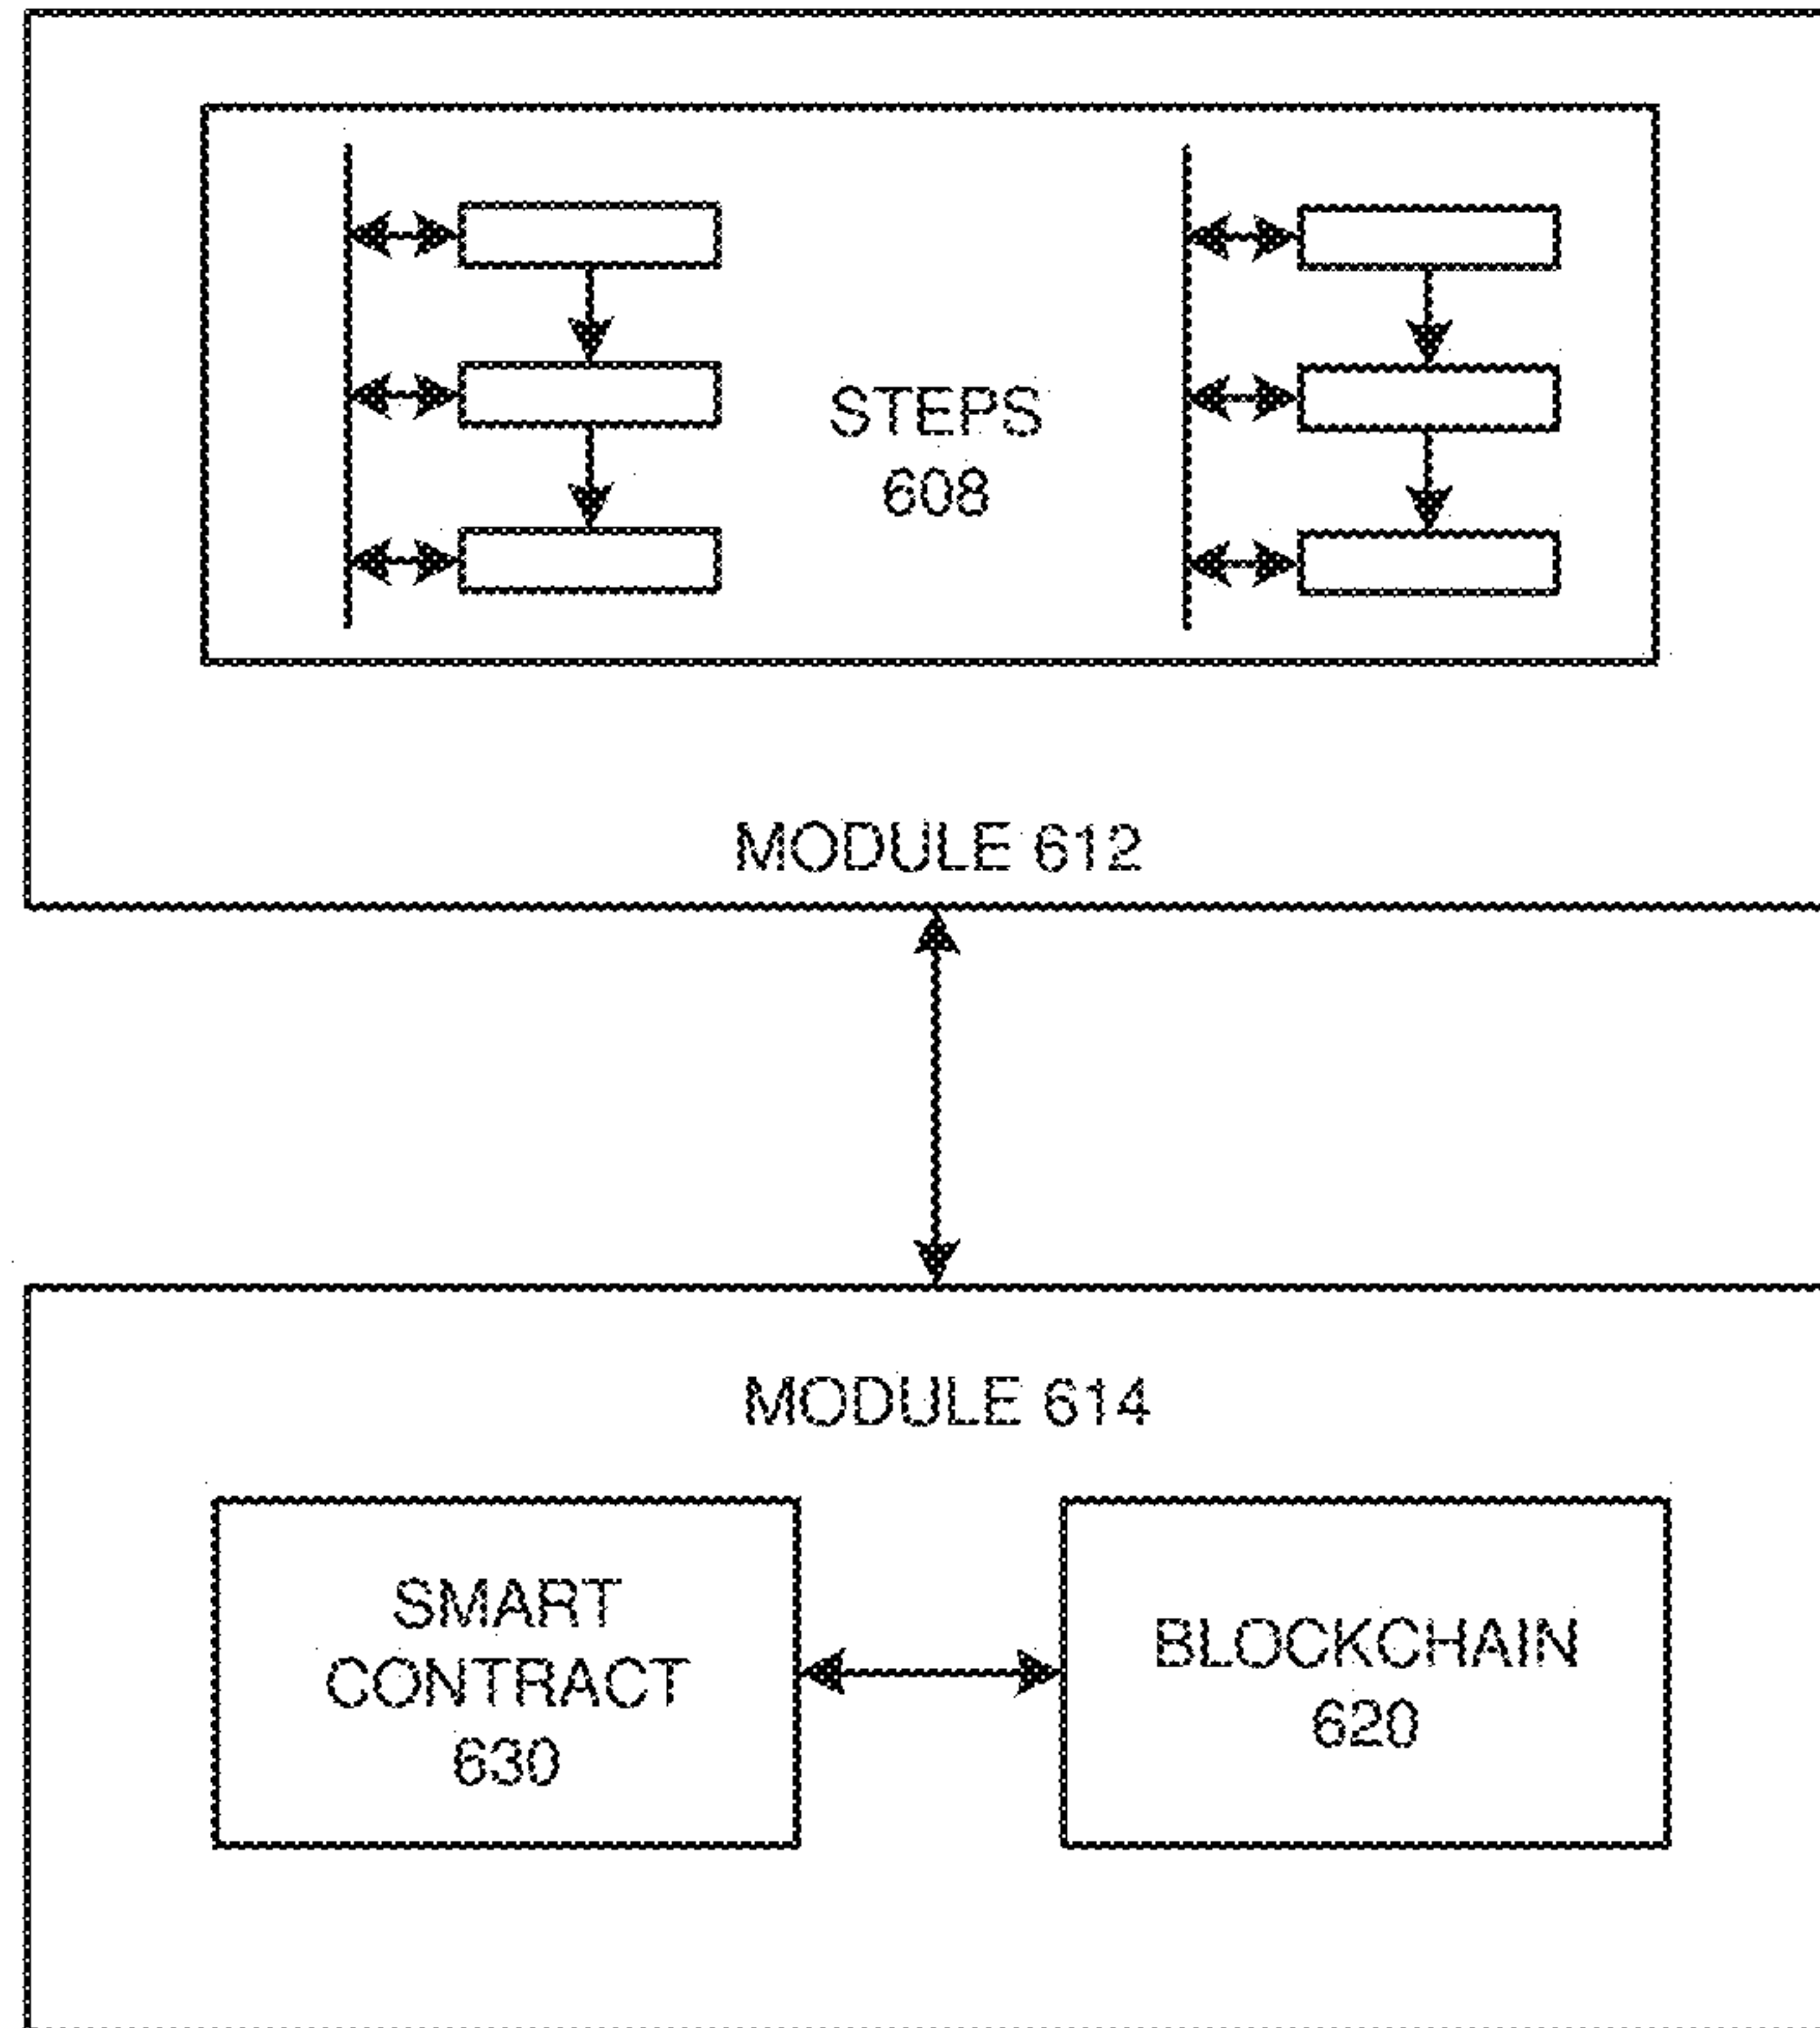 STEPS
608
MODULE 612
MODULE 614
SMART
CONTRACT
630
BLOCKCHAIN
620